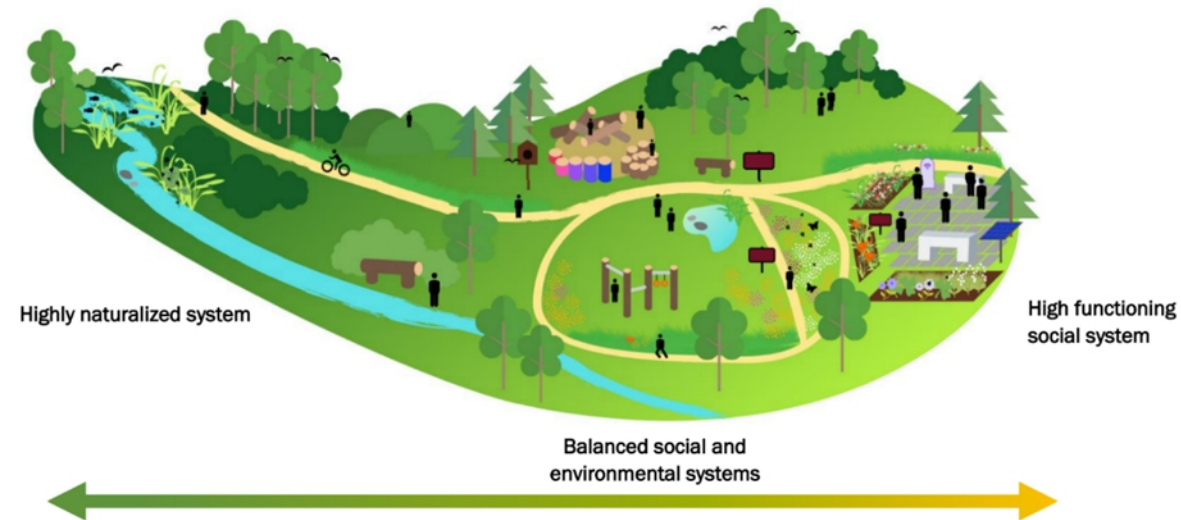 Highly naturalized system
High functioning
social system
Balanced social and
environmental systems